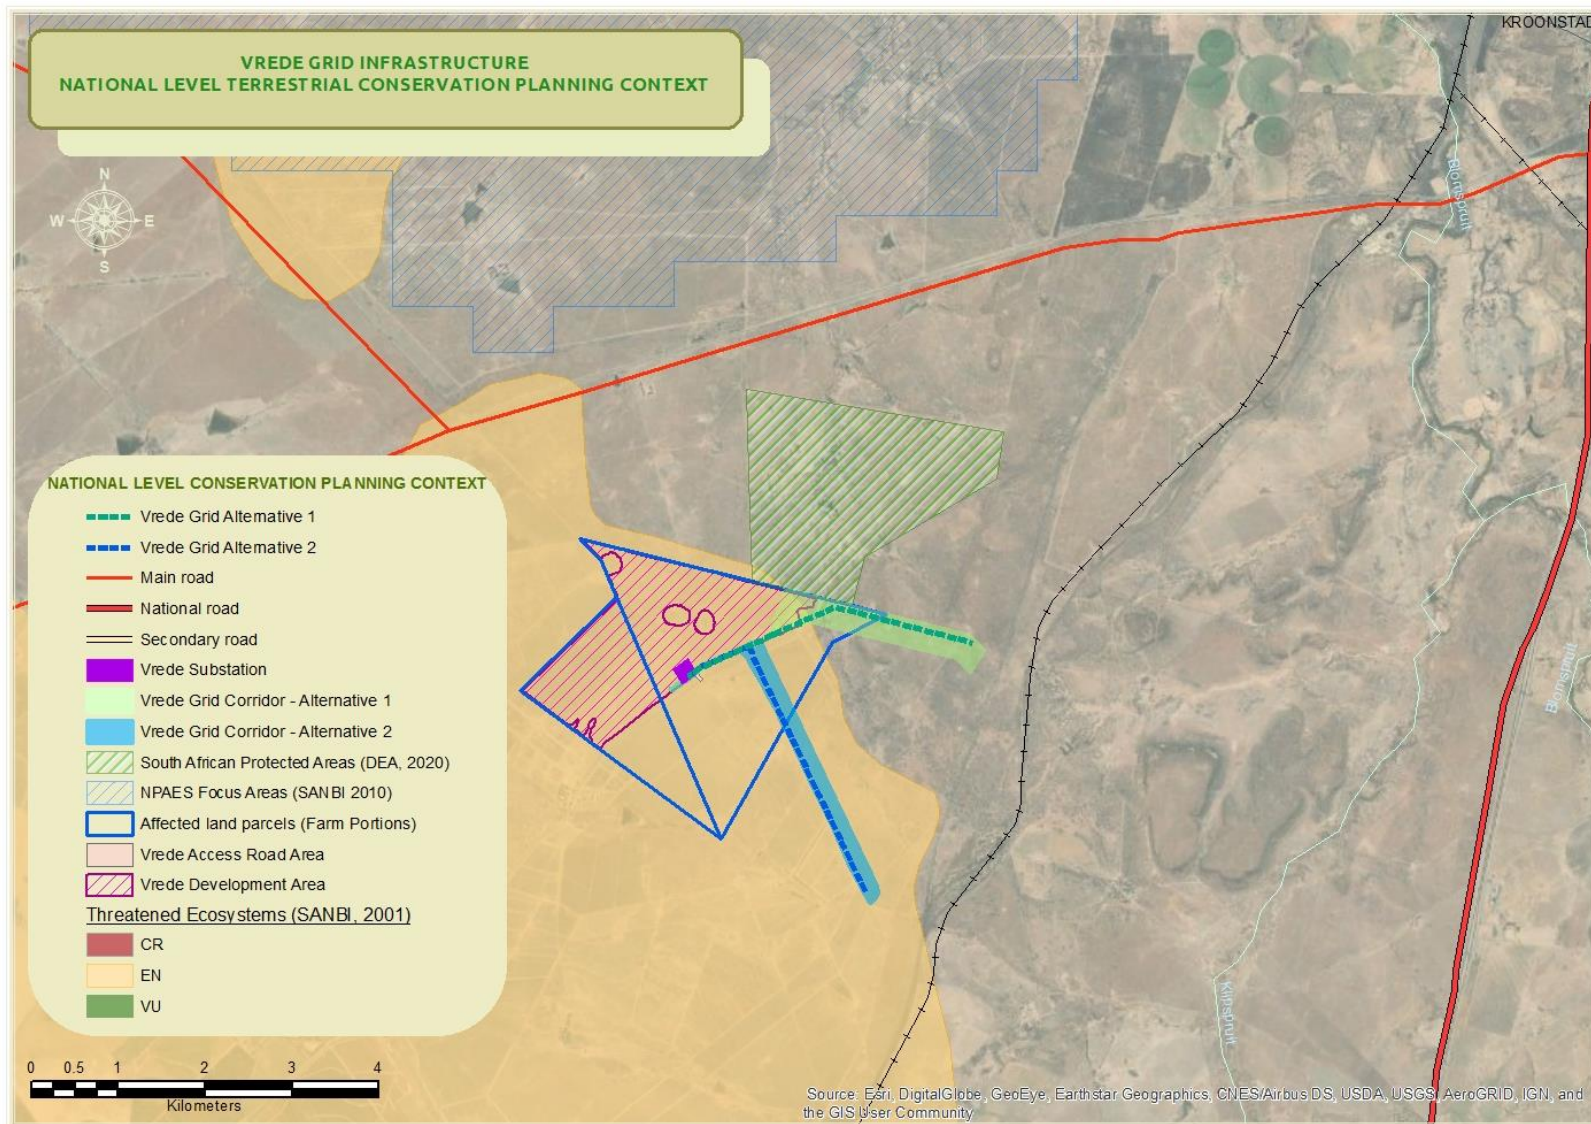 KROONSTAD
VREDE GRID INFRASTRUCTURE
NATIONAL LEVEL TERRESTRIAL CONSERVATION PLANNING CONTEXT
N
W
E
S
Blomspruit
NATIONAL LEVEL CONSERVATION PLANNING CONTEXT
Vrede Grid Alternative 1
Vrede Grid Alternative 2
Main road
National road
Secondary road
Vrede Substation
Vrede Grid Corridor - Alternative 1
Vrede Grid Corridor - Alternative 2
South African Protected Areas (DEA, 2020)
NPAES Focus Areas (SANBI 2010)
Affected land parcels (Farm Portions)
Vrede Access Road Area
Vrede Development Area
Threatened Ecosystems (SANBI, 2001)
CR
EN
VU
Blomspruit
Klipspruit
0 0.5 1 2 3 4
Kilometers
Source: Esri, DigitalGlobe, GeoEye, Earthstar Geographics, CNES/Airbus DS, USDA, USGS, AeroGRID, IGN, and
the GIS User Community